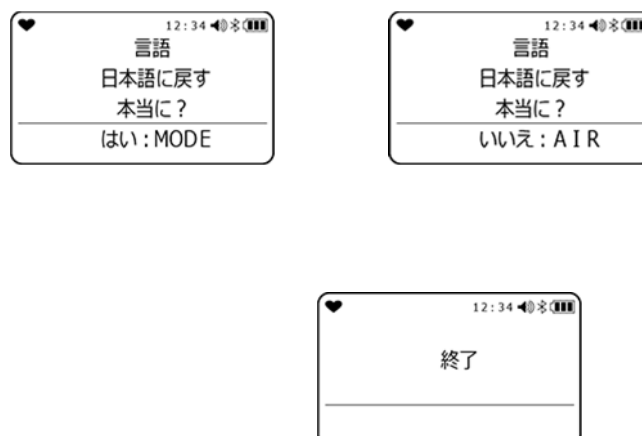 12:34
言語
日本語に戻す
本当に？
はい：MODE
12:34
言語
日本語に戻す
本当に？
いいえ：AIR
12:34
終了